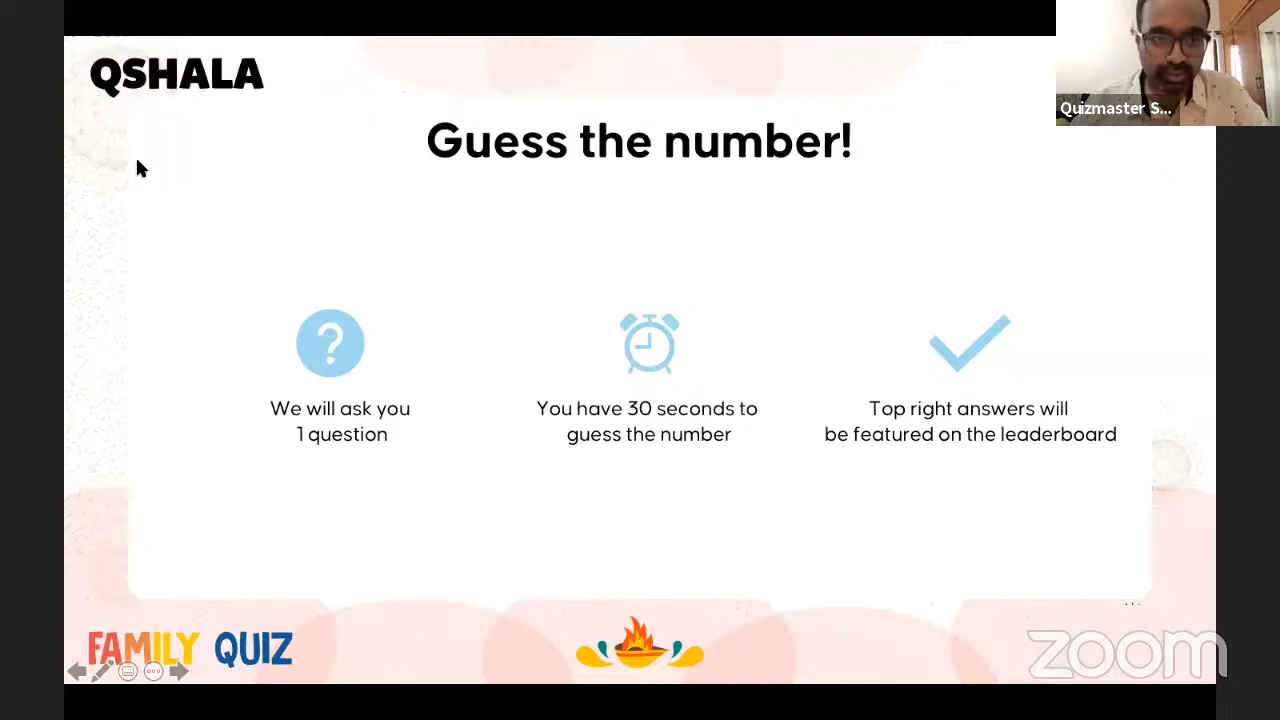 QSHALA
Quizmaster S...
Guess the number!
?
We will ask you
1 question
You have 30 seconds to
guess the number
Top right answers will
be featured on the leaderboard
FAMILY QUIZ
zoom